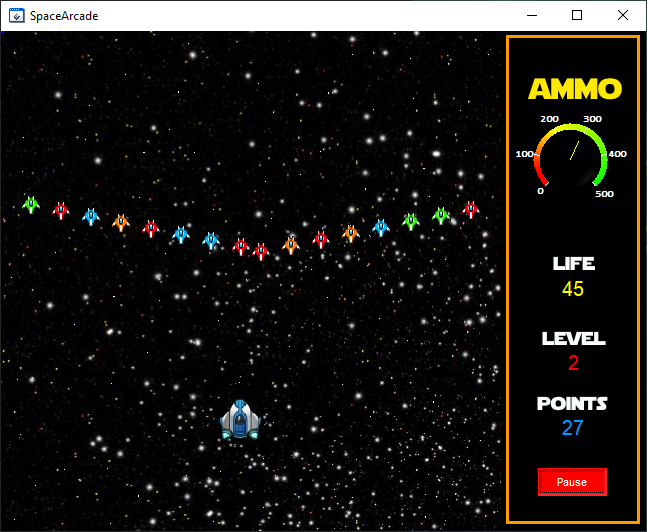 SpaceArcade
AMMO
200 300
100 400
0 500
LIFE
45
LEVEL
2
POINTS
27
Pause